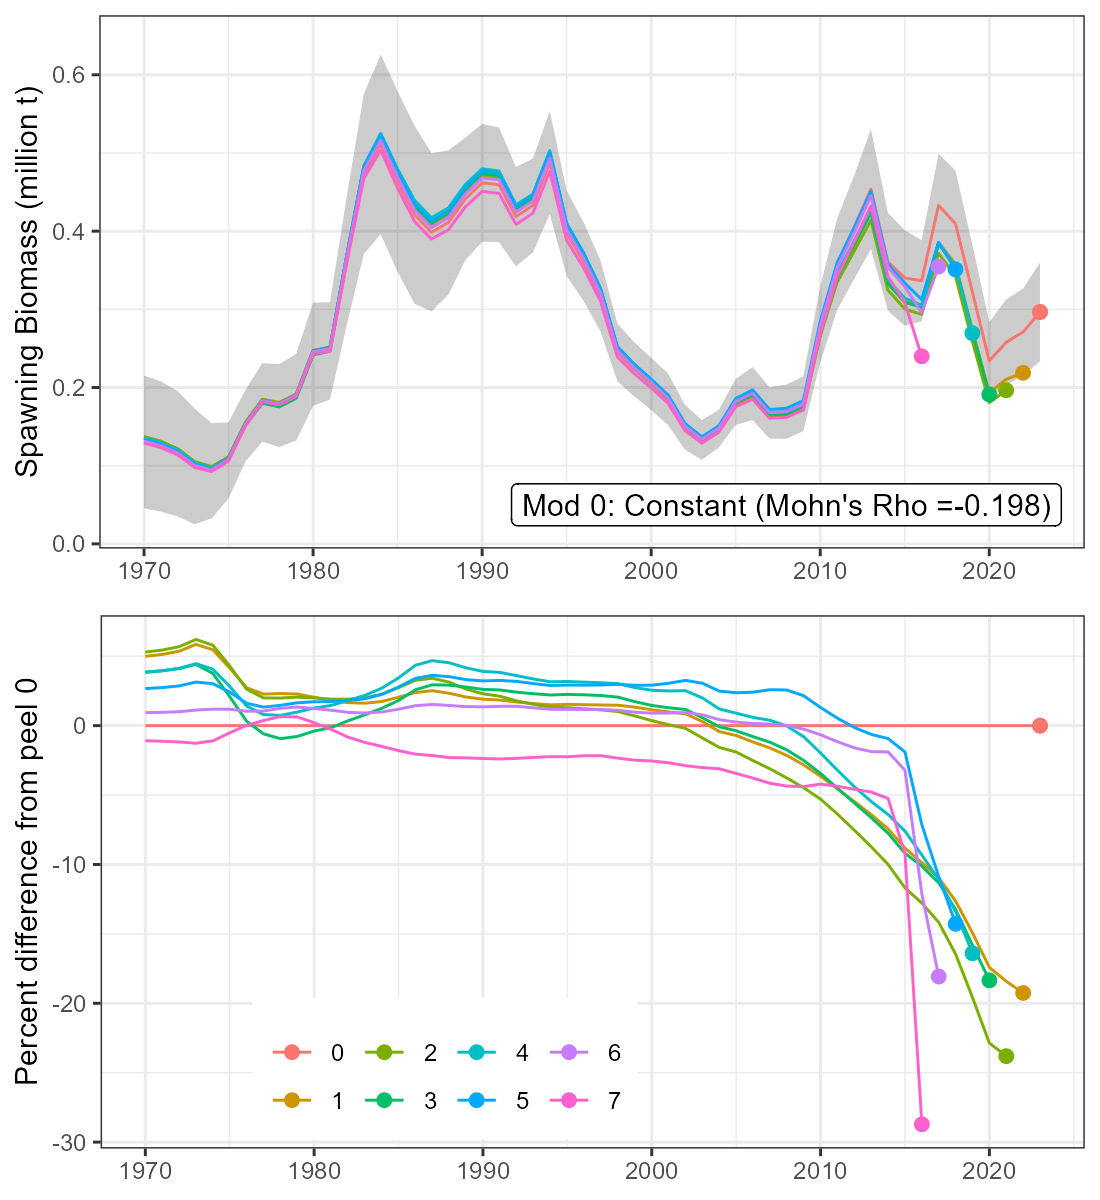 Spawning Biomass (million t)
0.6
0.4
0.2
0.0
Mod 0: Constant (Mohn's Rho =-0.198)
1970 1980 1990 2000 2010 2020
Percent difference from peel 0
0
-10
-20
-30
0 2 4 6
1 3 5 7
1970 1980 1990 2000 2010 2020